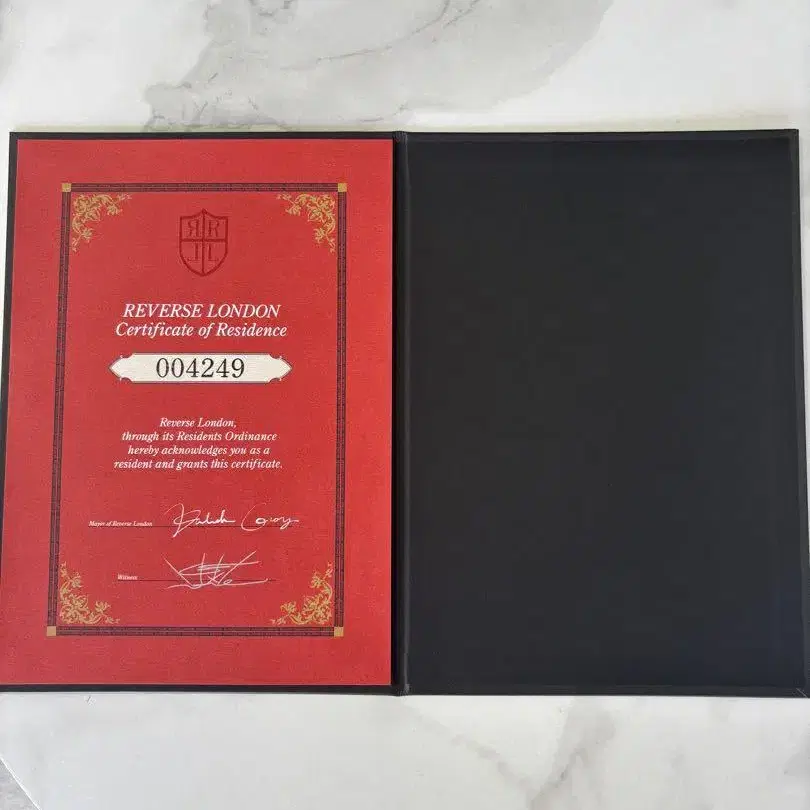 REVERSE LONDON
Certificate of Residence
004249
Reverse London,
through its Residents Ordinance
hereby acknowledges you as a
resident and grants this certificate.
Mayor of Reverse London
Witness